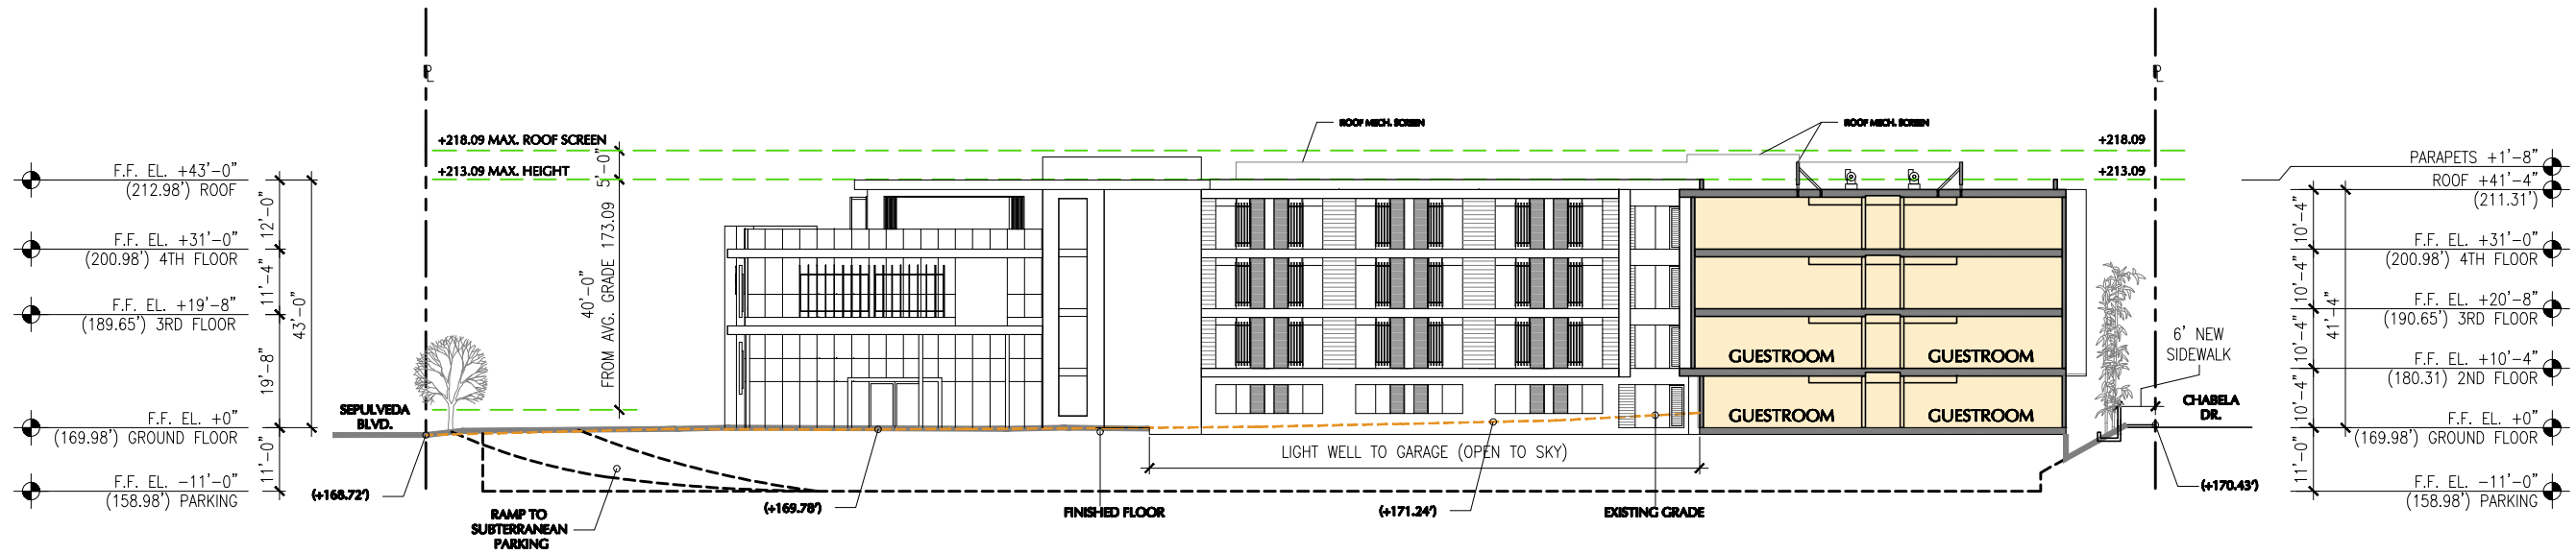 F.F. EL. +43'-0"
(212.98') ROOF
F.F. EL. +31'-0"
(200.98') 4TH FLOOR
F.F. EL. +19'-8"
(189.65') 3RD FLOOR
F.F. EL. +0"
(169.98') GROUND FLOOR
F.F. EL. -11'-0"
(158.98') PARKING
12'-0"
11'-4"
19'-8"
11'-0"
43'-0"
SEPULVEDA
BLVD.
(+168.72')
+218.09 MAX. ROOF SCREEN
+213.09 MAX. HEIGHT
5'-0"
40'-0"
FROM AVG. GRADE 173.09
RAMP TO
SUBTERRANEAN
PARKING
(+169.78')
FINISHED FLOOR
ROOF MECH. SCREEN
ROOF MECH. SCREEN
LIGHT WELL TO GARAGE (OPEN TO SKY)
(+171.24')
EXISTING GRADE
GUESTROOM
GUESTROOM
GUESTROOM
GUESTROOM
+218.09
+213.09
6' NEW
SIDEWALK
CHABELA
DR.
(+170.43')
10'-4"
10'-4"
10'-4"
10'-4"
11'-0"
41'-4"
PARAPETS +1'-8"
ROOF +41'-4"
(211.31')
F.F. EL. +31'-0"
(200.98') 4TH FLOOR
F.F. EL. +20'-8"
(190.65') 3RD FLOOR
F.F. EL. +10'-4"
(180.31) 2ND FLOOR
F.F. EL. +0"
(169.98') GROUND FLOOR
F.F. EL. -11'-0"
(158.98') PARKING